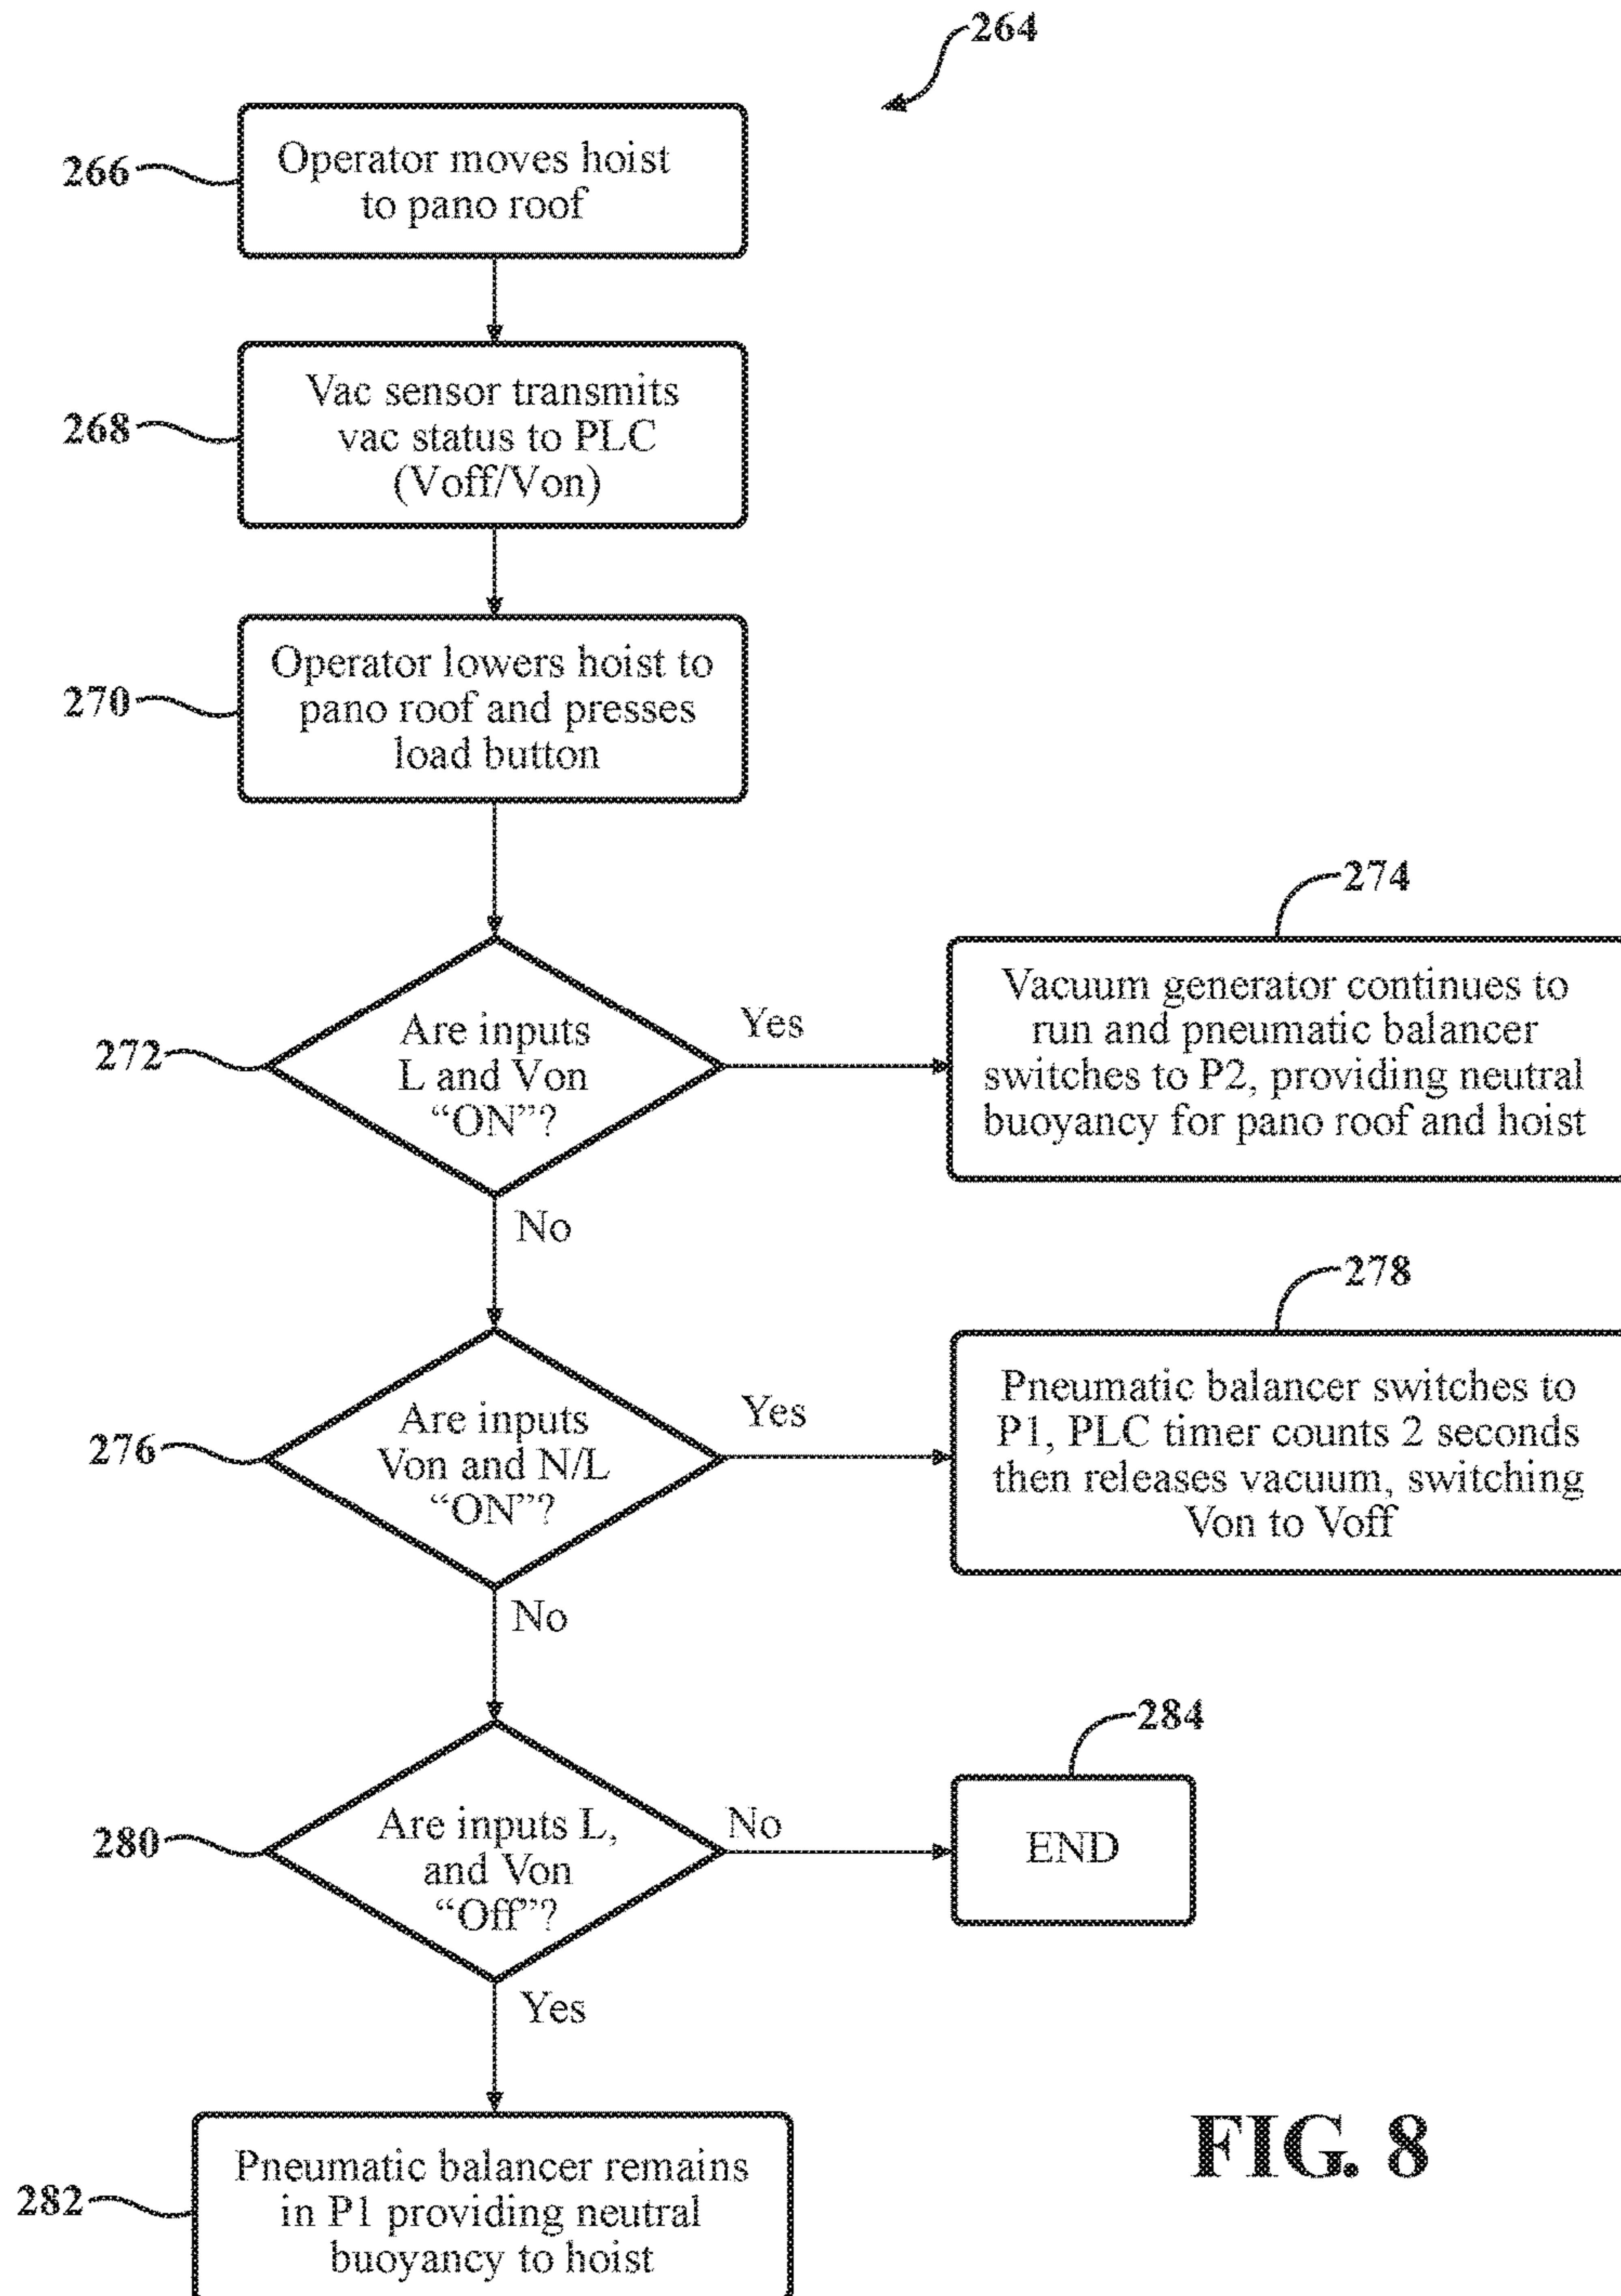 264
266
Operator moves hoist
to pano roof
268
Vac sensor transmits
vac status to PLC
(Voff/Von)
270
Operator lowers hoist to
pano roof and presses
load button
272
Are inputs
L and Von
“ON”?
Yes
274
Vacuum generator continues to
run and pneumatic balancer
switches to P2, providing neutral
buoyancy for pano roof and hoist
No
276
Are inputs
Von and N/L
“ON”?
Yes
278
Pneumatic balancer switches to
P1, PLC timer counts 2 seconds
then releases vacuum, switching
Von to Voff
No
280
Are inputs L,
and Von
“Off”?
No
284
END
Yes
282
Pneumatic balancer remains
in P1 providing neutral
buoyancy to hoist
FIG. 8